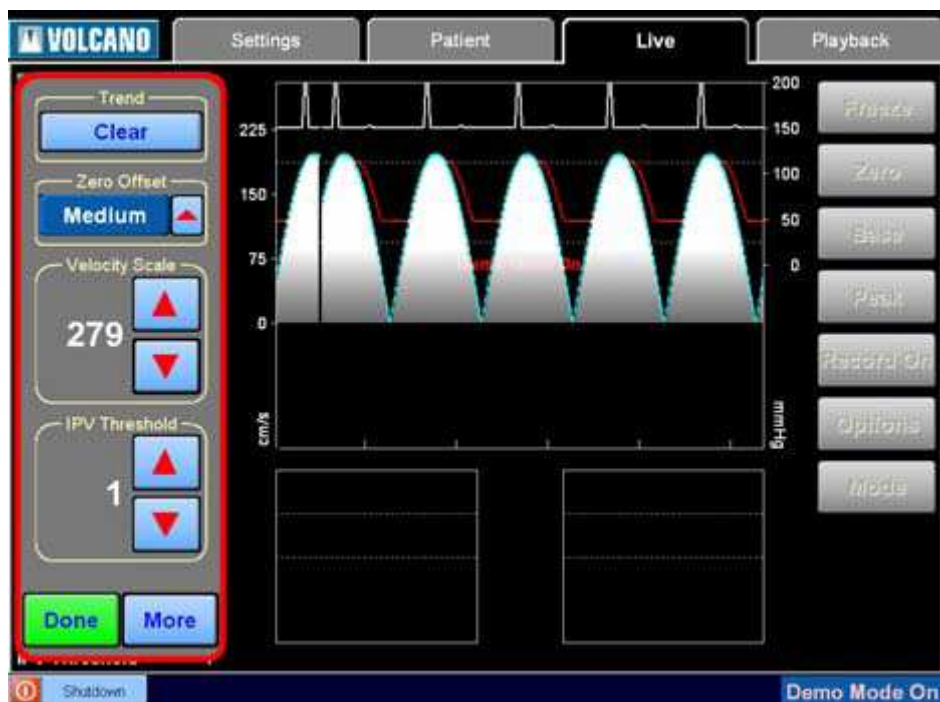 VOLCANO
Settings
Patient
Live
Playback
Trend
Clear
Zero Offset
Medium
Velocity Scale
279
IPV Threshold
1
Done
More
225
150
75
0
cm/s
200
150
100
50
0
mmHg
Freeze
Zero
Base
Peak
Record On
Options
Mode
Shutdown
Demo Mode On